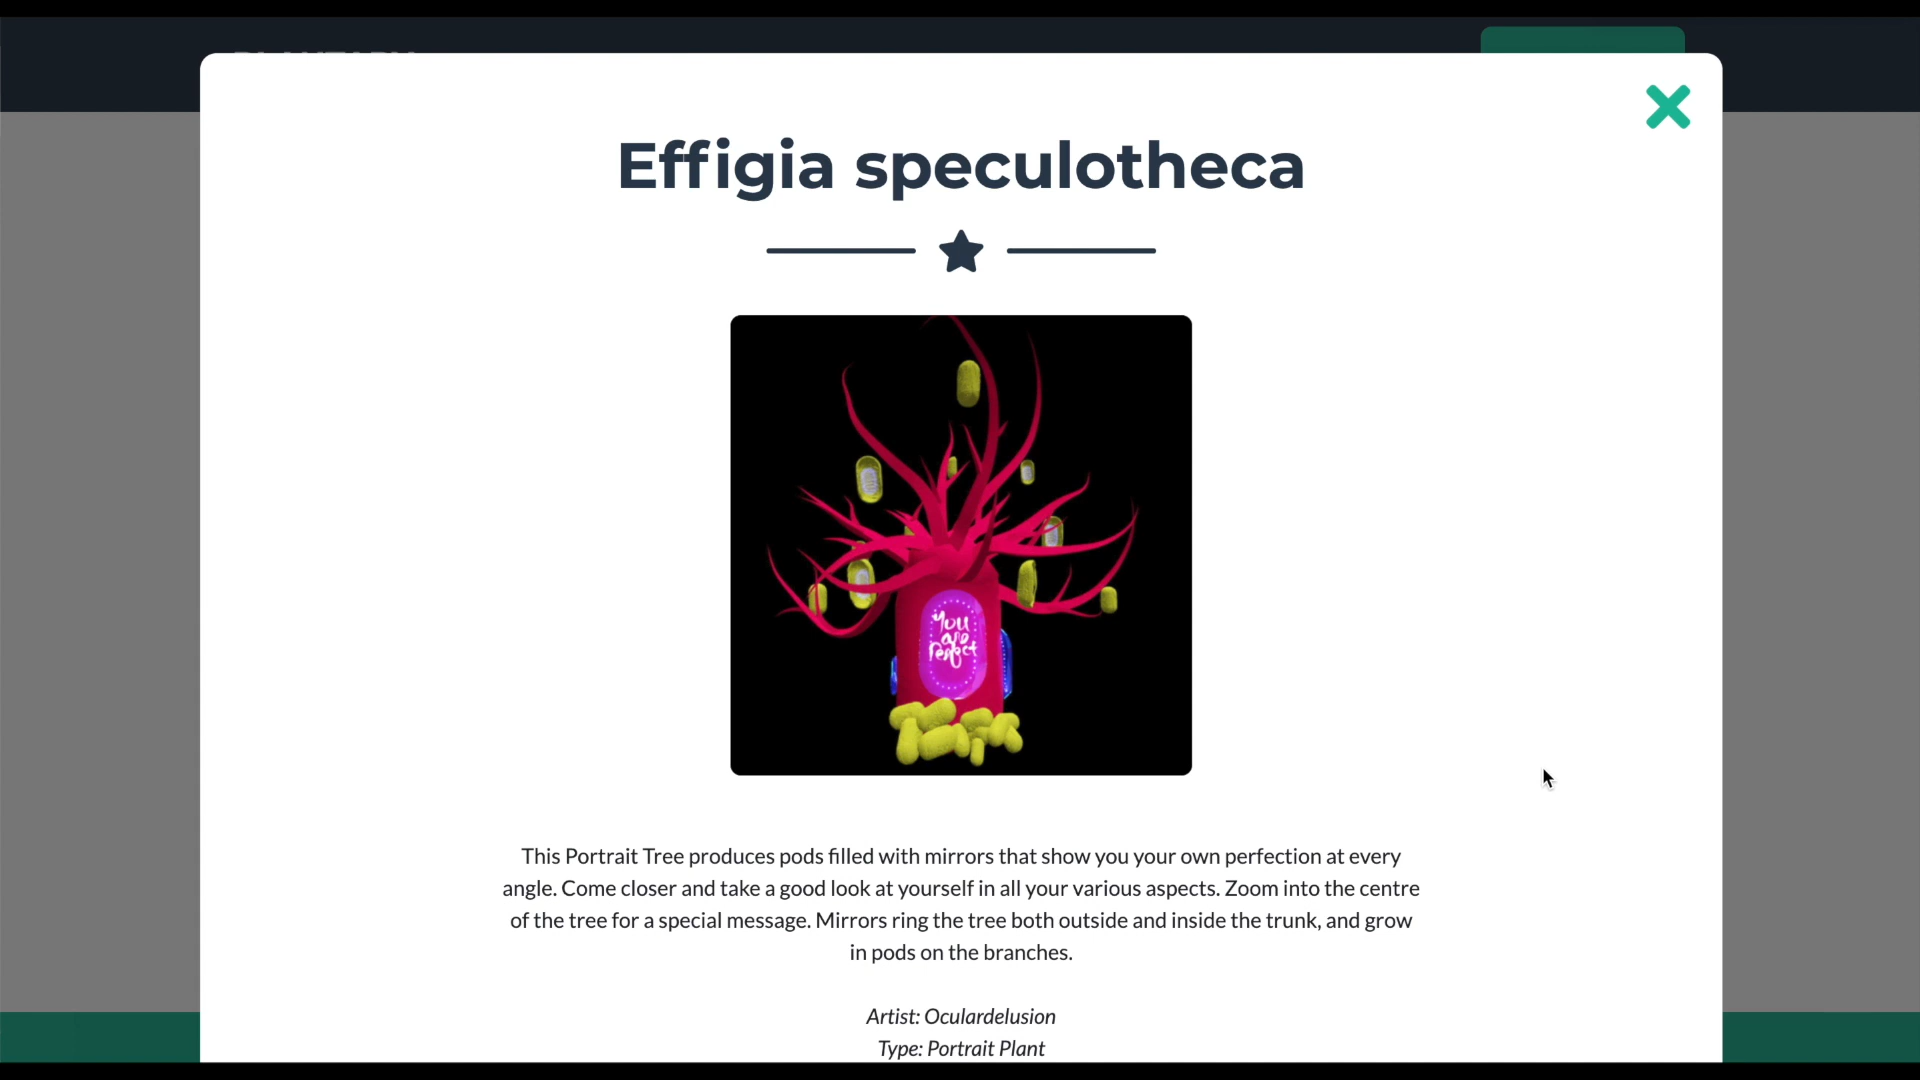 Effigia speculotheca
You
are
Perfect
This Portrait Tree produces pods filled with mirrors that show you your own perfection at every
angle. Come closer and take a good look at yourself in all your various aspects. Zoom into the centre
of the tree for a special message. Mirrors ring the tree both outside and inside the trunk, and grow
in pods on the branches.
Artist: Oculardelusion
Type: Portrait Plant